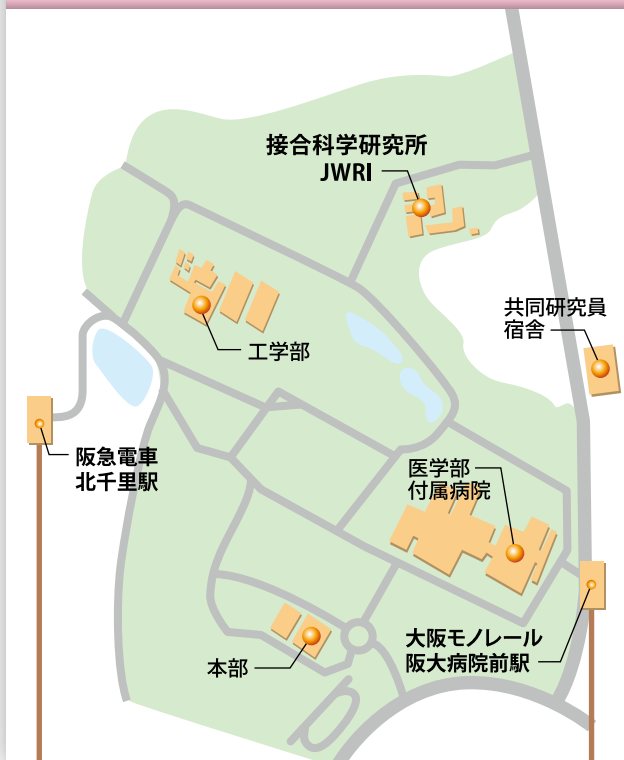 接合科学研究所
JWRI
共同研究員
宿舎
工学部
阪急電車
北千里駅
医学部
付属病院
大阪モノレール
阪大病院前駅
本部